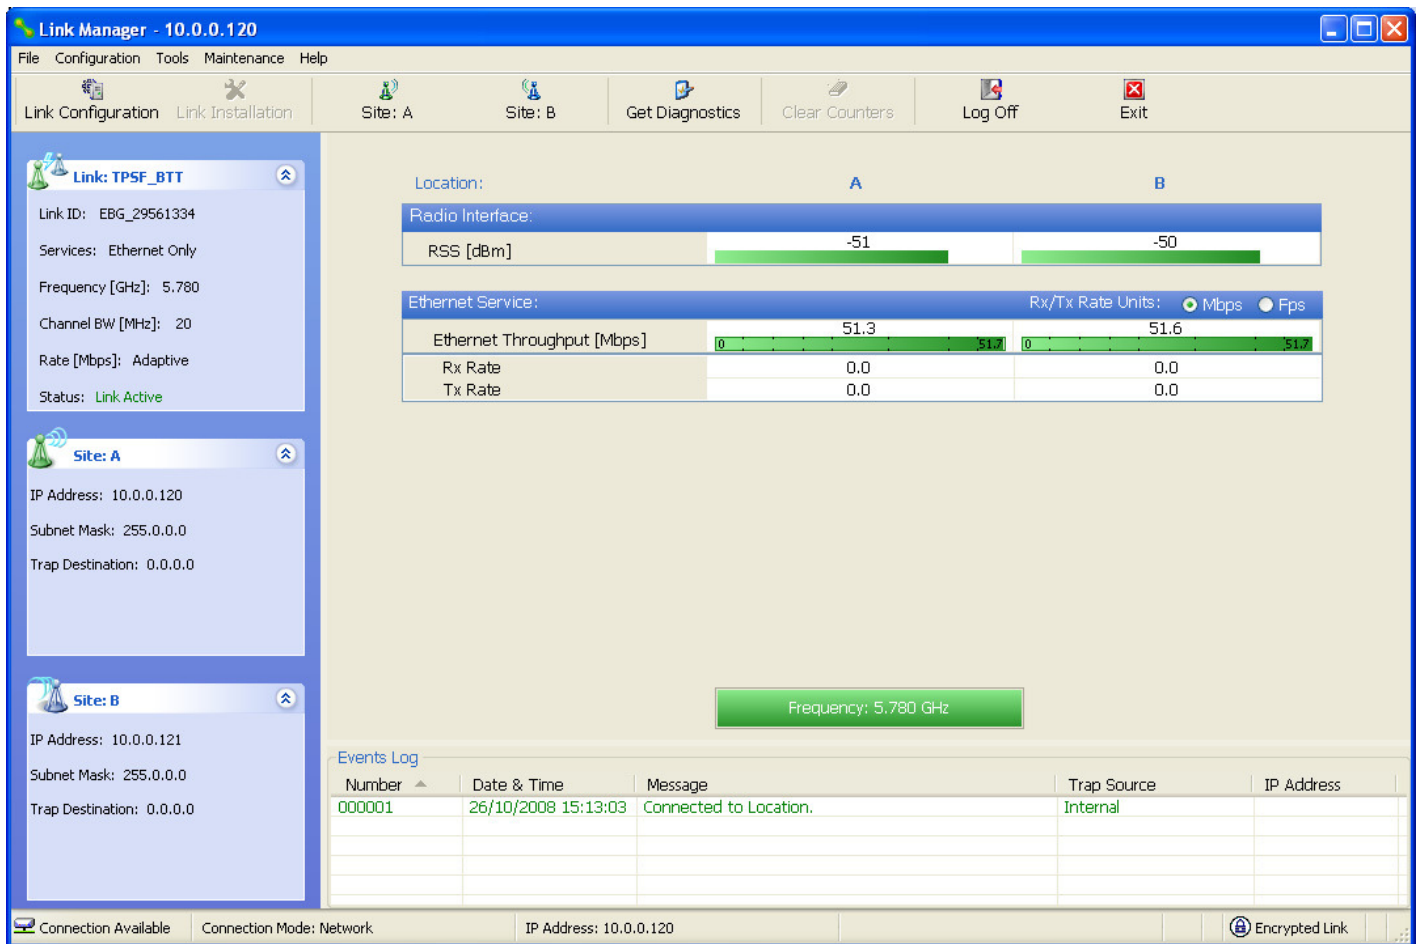 Link Manager - 10.0.0.120
File Configuration Tools Maintenance Help
Link Configuration Link Installation Site: A Site: B Get Diagnostics Clear Counters Log Off Exit
Link: TPSF_BTT
Link ID: EBG_29561334
Services: Ethernet Only
Frequency [GHz]: 5.780
Channel BW [MHz]: 20
Rate [Mbps]: Adaptive
Status: Link Active
Site: A
IP Address: 10.0.0.120
Subnet Mask: 255.0.0.0
Trap Destination: 0.0.0.0
Site: B
IP Address: 10.0.0.121
Subnet Mask: 255.0.0.0
Trap Destination: 0.0.0.0
Location: A B
Radio Interface:
RSS [dBm] -51 -50
Ethernet Service: Rx/Tx Rate Units: Mbps Fps
Ethernet Throughput [Mbps] 51.3 51.6
0 51.7 0 51.7
Rx Rate 0.0 0.0
Tx Rate 0.0 0.0
Frequency: 5.780 GHz
Events Log
Number Date & Time Message Trap Source IP Address
000001 26/10/2008 15:13:03 Connected to Location. Internal
Connection Available Connection Mode: Network IP Address: 10.0.0.120 Encrypted Link